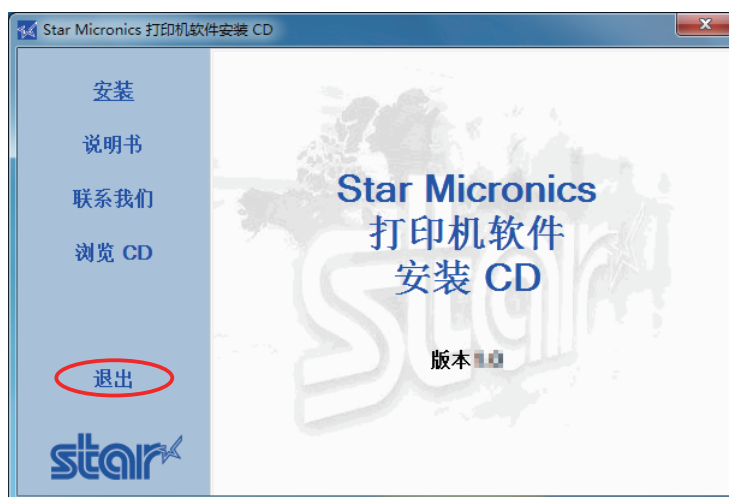 Star Micronics 打印机软件安装 CD
安装
说明书
联系我们
浏览 CD
退出
star
Star Micronics
打印机软件
安装 CD
版本